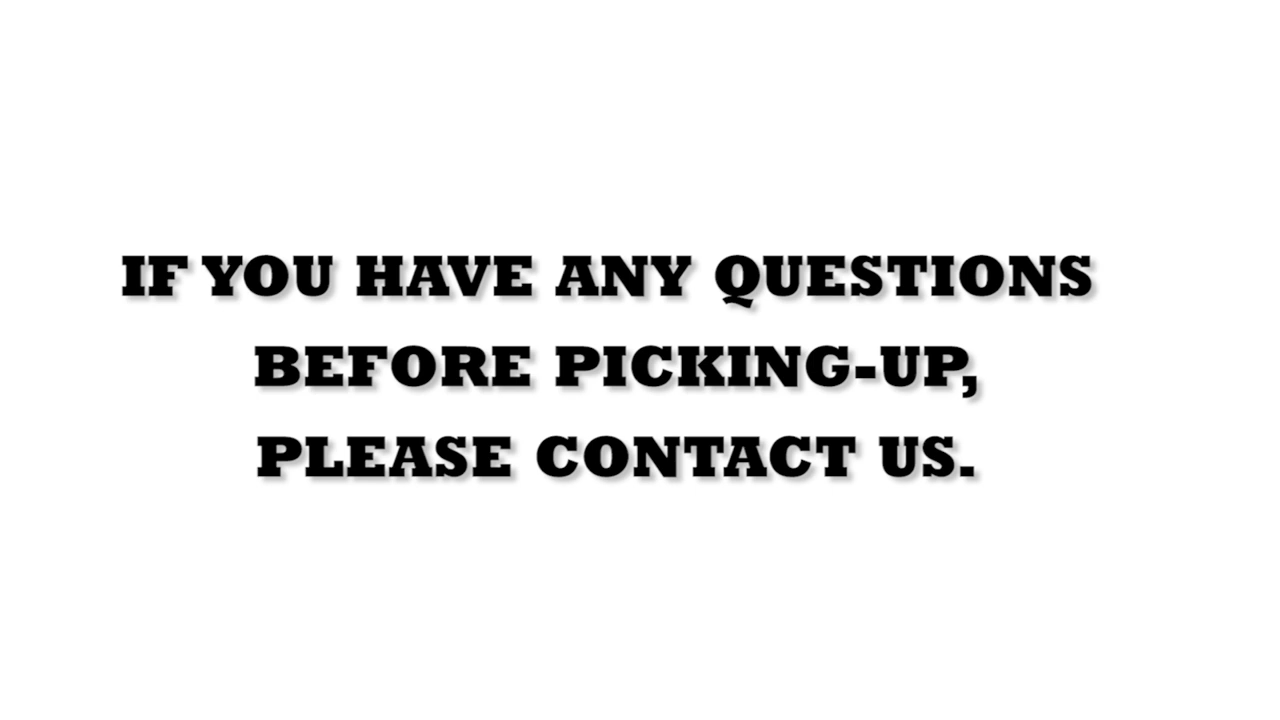 IF YOU HAVE ANY QUESTIONS
BEFORE PICKING-UP,
PLEASE CONTACT US.